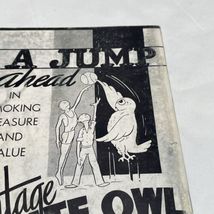 A JUMP
ahead
IN
MOKING
EASURE
AND
ALUE
tage
TE OWL